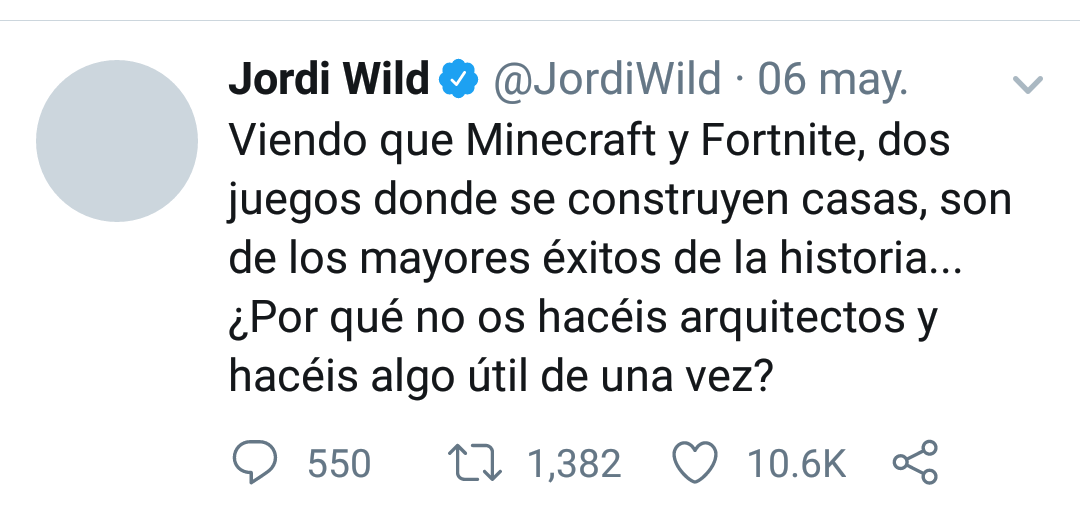 Jordi Wild @JordiWild · 06 may.
Viendo que Minecraft y Fortnite, dos
juegos donde se construyen casas, son
de los mayores éxitos de la historia...
¿Por qué no os hacéis arquitectos y
hacéis algo útil de una vez?
550 1,382 10.6K